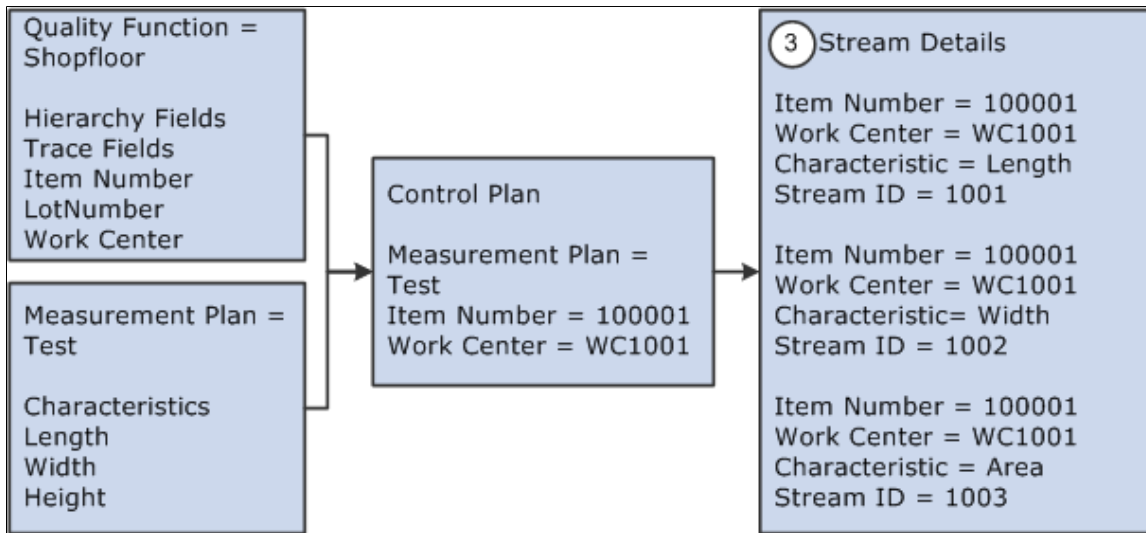 Quality Function =
Shopfloor
Hierarchy Fields
Trace Fields
Item Number
LotNumber
Work Center
Measurement Plan =
Test
Characteristics
Length
Width
Height
Control Plan
Measurement Plan =
Test
Item Number = 100001
Work Center = WC1001
3 Stream Details
Item Number = 100001
Work Center = WC1001
Characteristic = Length
Stream ID = 1001
Item Number = 100001
Work Center = WC1001
Characteristic= Width
Stream ID = 1002
Item Number = 100001
Work Center = WC1001
Characteristic = Area
Stream ID = 1003